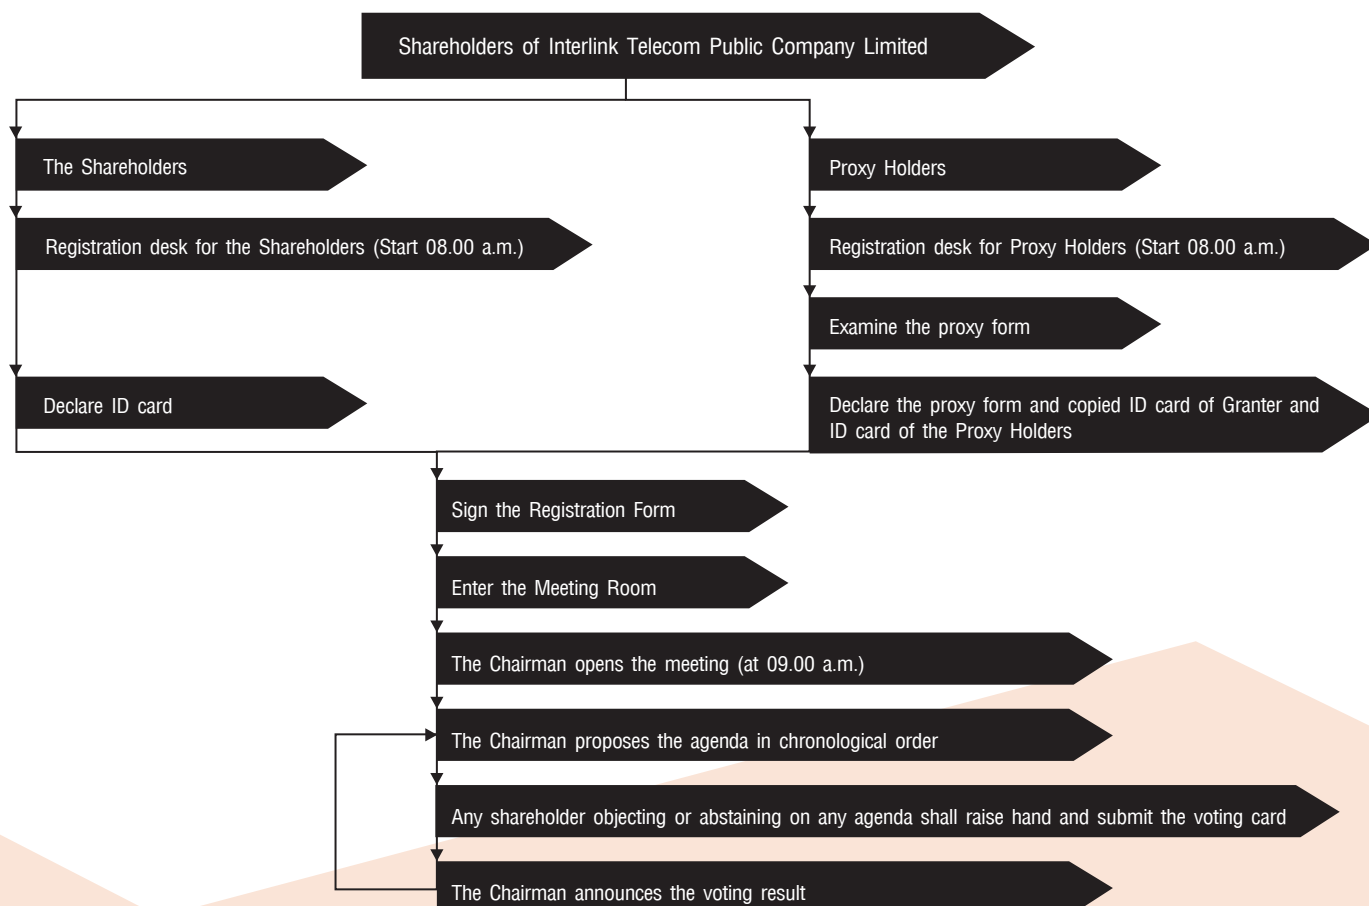 Shareholders of Interlink Telecom Public Company Limited
The Shareholders
Proxy Holders
Registration desk for the Shareholders (Start 08.00 a.m.)
Registration desk for Proxy Holders (Start 08.00 a.m.)
Examine the proxy form
Declare ID card
Declare the proxy form and copied ID card of Granter and
ID card of the Proxy Holders
Sign the Registration Form
Enter the Meeting Room
The Chairman opens the meeting (at 09.00 a.m.)
The Chairman proposes the agenda in chronological order
Any shareholder objecting or abstaining on any agenda shall raise hand and submit the voting card
The Chairman announces the voting result